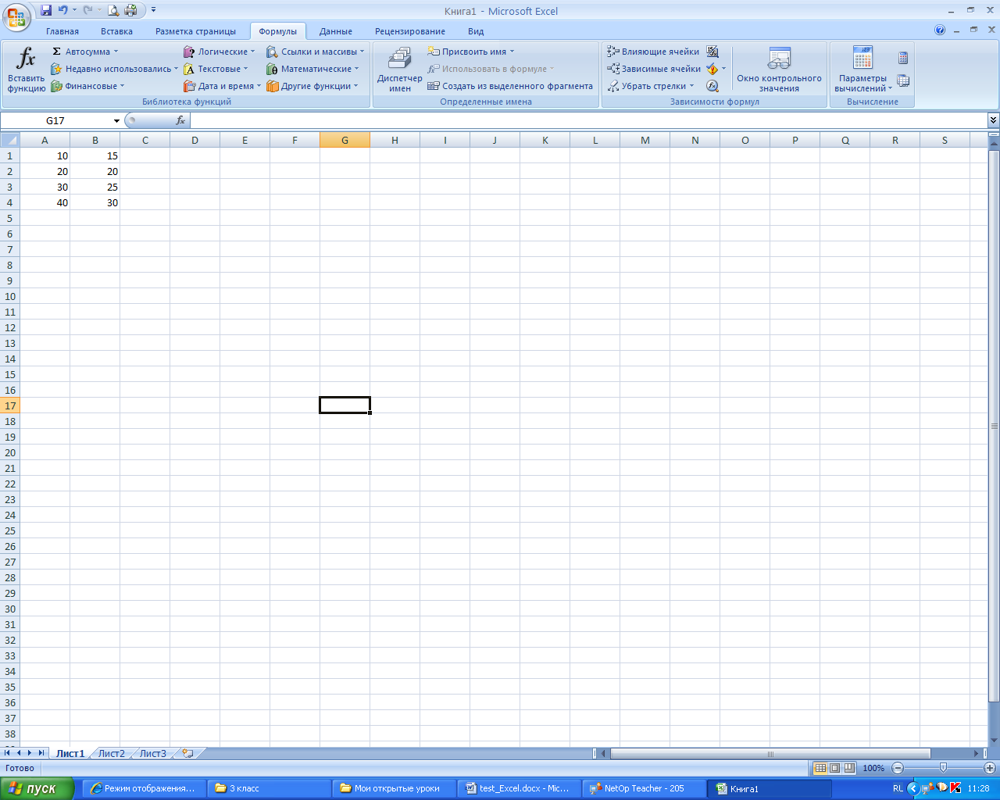 Книга1 - Microsoft Excel
Главная Вставка Разметка страницы Формулы Данные Рецензирование Вид
fx Σ Автосумма Логические Ссылки и массивы Присвоить имя Влияющие ячейки
Недавно использовались Текстовые Математические Использовать в формуле Зависимые ячейки
Вставить функцию Финансовые Дата и время Другие функции Диспетчер имен Создать из выделенного фрагмента Убрать стрелки Окно контрольного значения Параметры вычислений
Библиотека функций Определенные имена Зависимости формул Вычисление
G17 fx
A B C D E F G H I J K L M N O P Q R S
1 10 15
2 20 20
3 30 25
4 40 30
5
6
7
8
9
10
11
12
13
14
15
16
17
18
19
20
21
22
23
24
25
26
27
28
29
30
31
32
33
34
35
36
37
38
Лист1 Лист2 Лист3
Готово 100%
пуск Режим отображения... 3 класс Мои открытые уроки test_Excel.docx - Mic... NetOp Teacher - 205 Книга1 RL 11:28